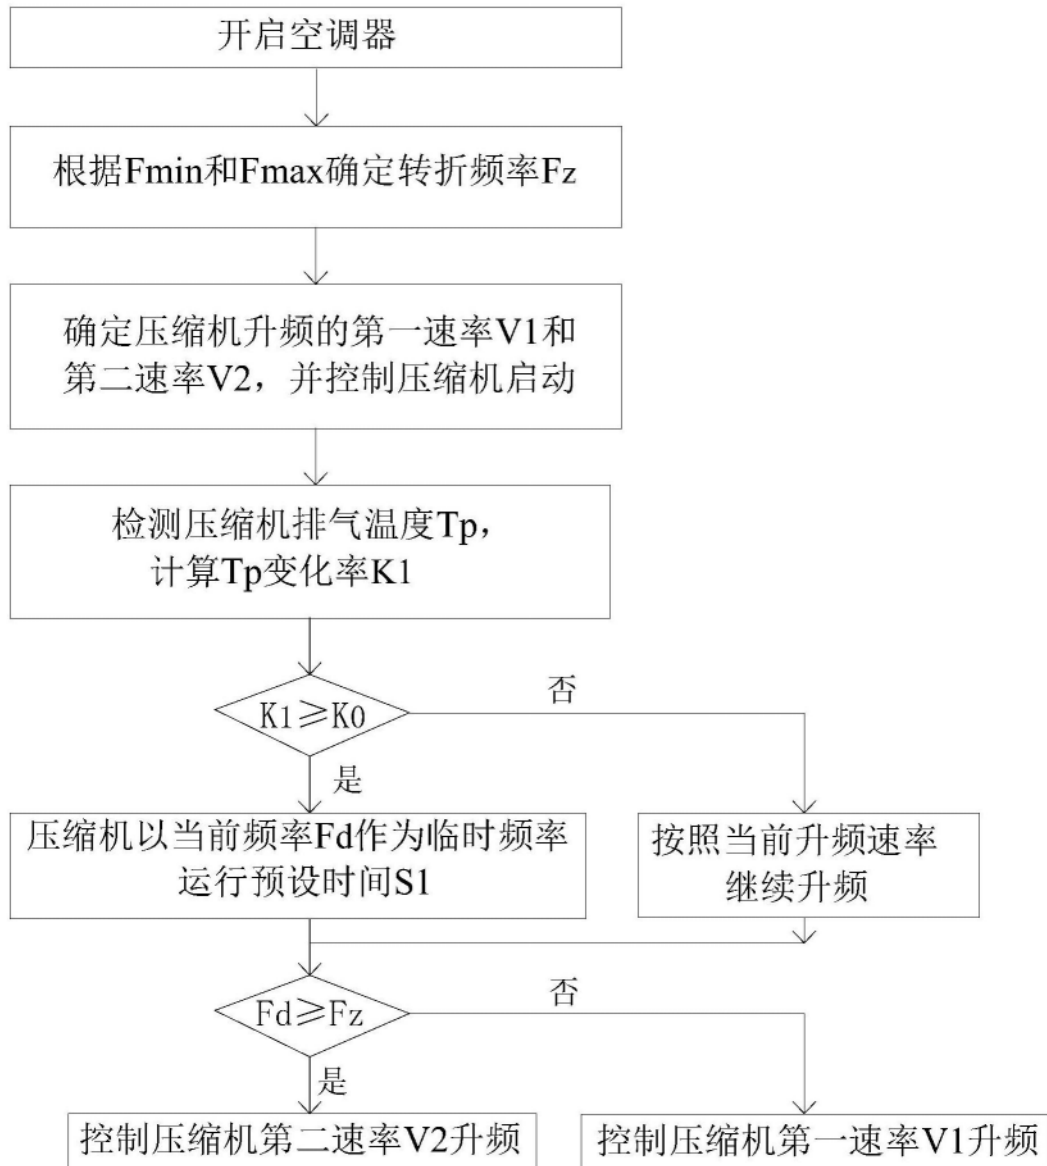 开启空调器
根据Fmin和Fmax确定转折频率Fz
确定压缩机升频的第一速率V1和
第二速率V2，并控制压缩机启动
检测压缩机排气温度Tp，
计算Tp变化率K1
K1≥K0
否
是
压缩机以当前频率Fd作为临时频率
运行预设时间S1
按照当前升频速率
继续升频
Fd≥Fz
否
是
控制压缩机第二速率V2升频
控制压缩机第一速率V1升频